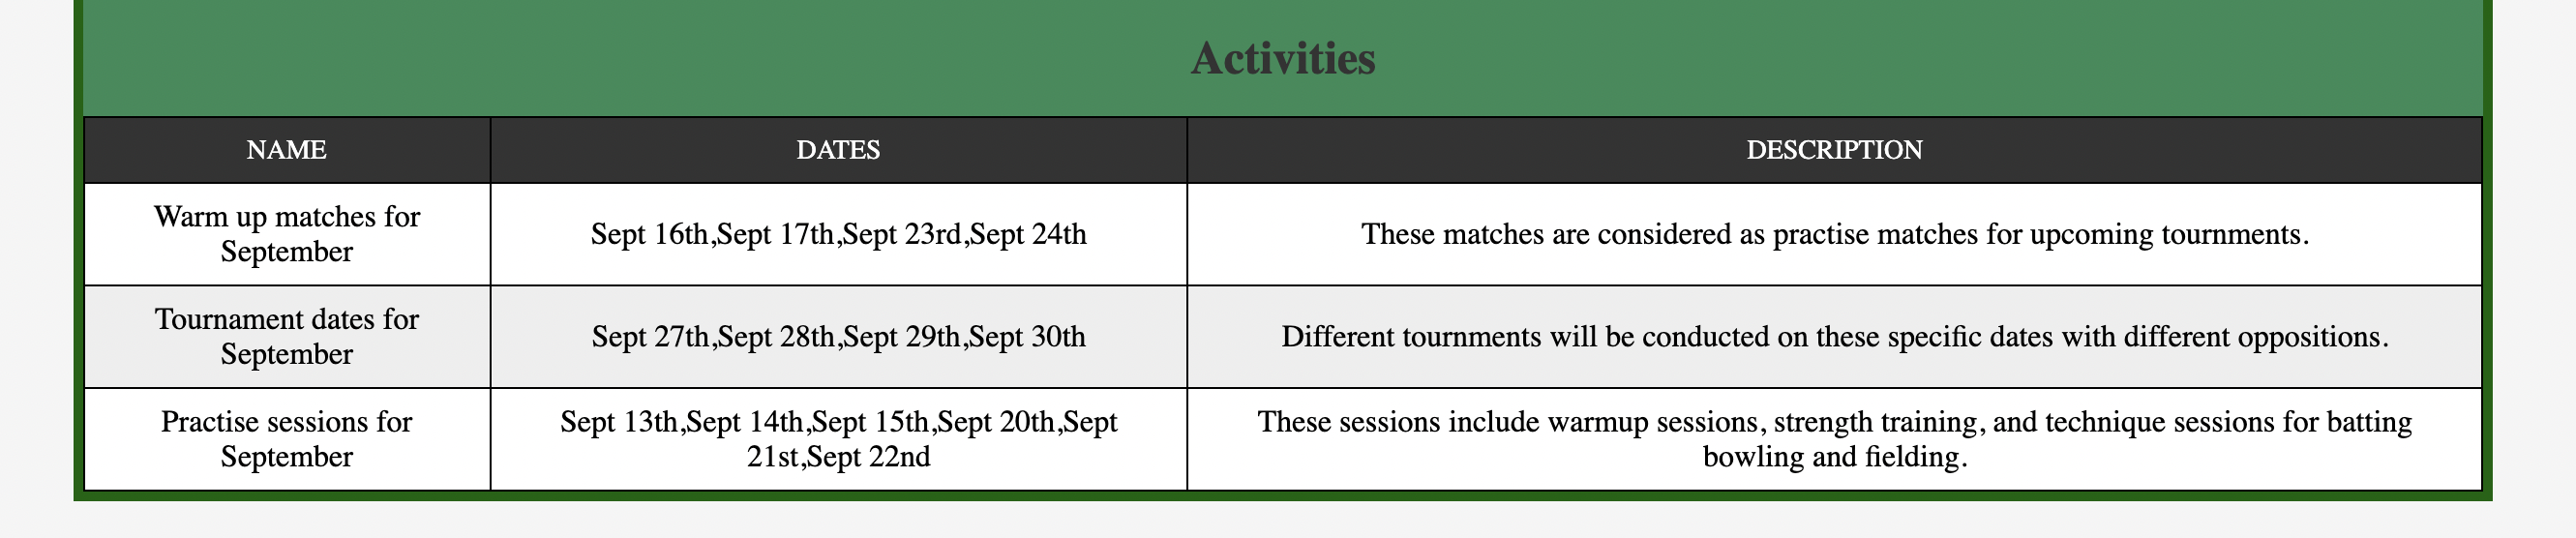 Activities
NAME DATES DESCRIPTION
Warm up matches for
September
Sept 16th,Sept 17th,Sept 23rd,Sept 24th
These matches are considered as practise matches for upcoming tournments.
Tournament dates for
September
Sept 27th,Sept 28th,Sept 29th,Sept 30th
Different tournments will be conducted on these specific dates with different oppositions.
Practise sessions for
September
Sept 13th,Sept 14th,Sept 15th,Sept 20th,Sept
21st,Sept 22nd
These sessions include warmup sessions, strength training, and technique sessions for batting
bowling and fielding.